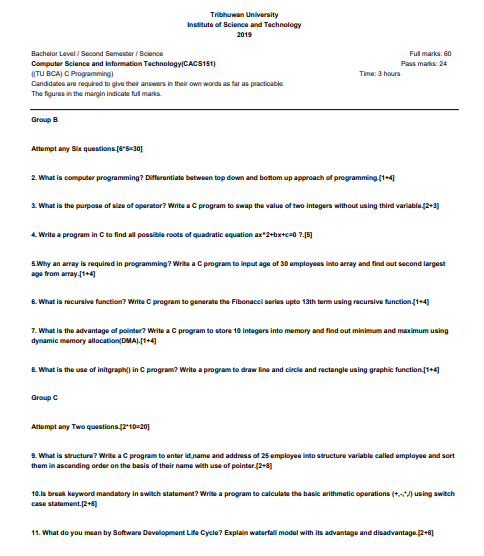 Tribhuwan University
Institute of Science and Technology
2019
Bachelor Level / Second Semester / Science
Full marks: 60
Computer Science and Information Technology(CACS151)
Pass marks: 24
((TU BCA) C Programming)
Time: 3 hours
Candidates are required to give their answers in their own words as far as practicable.
The figures in the margin indicate full marks.
Group B
Attempt any Six questions.[6*5=30]
2. What is computer programming? Differentiate between top down and bottom up approach of programming.[1+4]
3. What is the purpose of size of operator? Write a C program to swap the value of two integers without using third variable.[2+3]
4. Write a program in C to find all possible roots of quadratic equation ax^2+bx+c=0 ?.[5]
5.Why an array is required in programming? Write a C program to input age of 30 employees into array and find out second largest
age from array.[1+4]
6. What is recursive function? Write C program to generate the Fibonacci series upto 13th term using recursive function.[1+4]
7. What is the advantage of pointer? Write a C program to store 10 integers into memory and find out minimum and maximum using
dynamic memory allocation(DMA).[1+4]
8. What is the use of initgraph() in C program? Write a program to draw line and circle and rectangle using graphic function.[1+4]
Group C
Attempt any Two questions.[2*10=20]
9. What is structure? Write a C program to enter id,name and address of 25 employee into structure variable called employee and sort
them in ascending order on the basis of their name with use of pointer.[2+8]
10.Is break keyword mandatory in switch statement? Write a program to calculate the basic arithmetic operations (+,-,*,/) using switch
case statement.[2+8]
11. What do you mean by Software Development Life Cycle? Explain waterfall model with its advantage and disadvantage.[2+8]